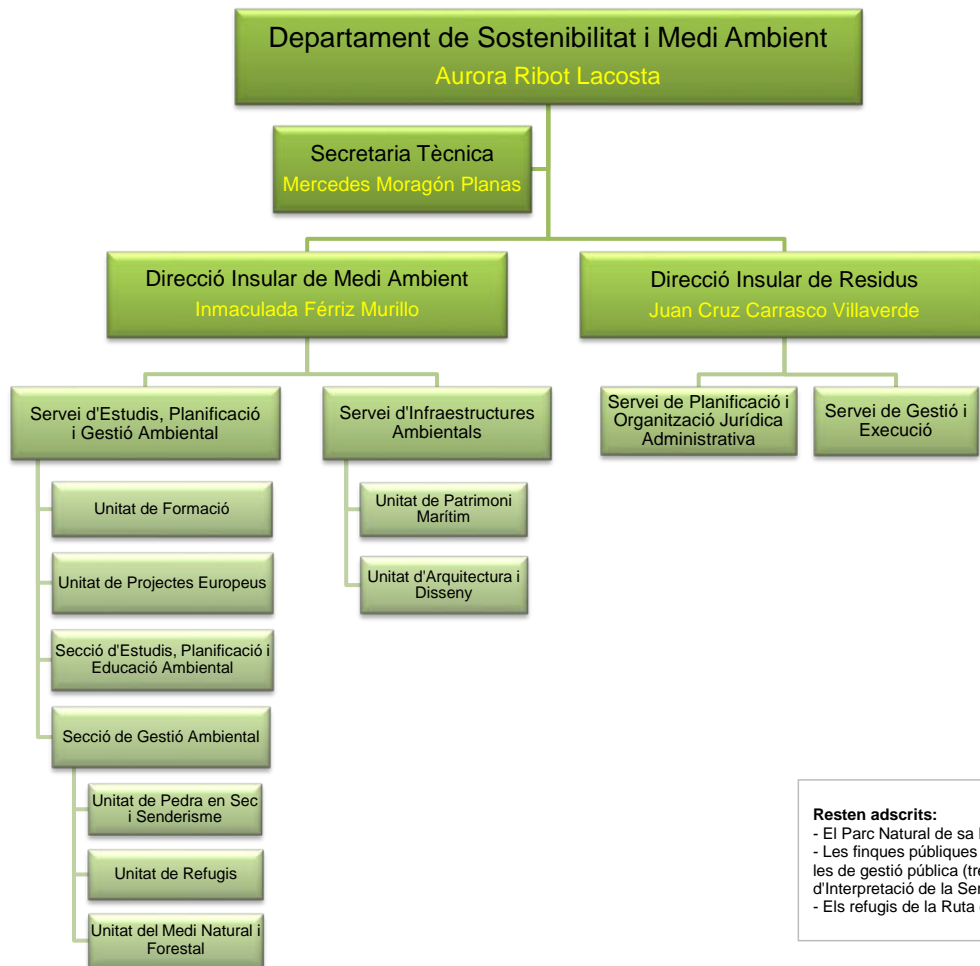 Departament de Sostenibilitat i Medi Ambient
Aurora Ribot Lacosta
Secretaria Tècnica
Mercedes Moragón Planas
Direcció Insular de Medi Ambient
Inmaculada Férriz Murillo
Direcció Insular de Residus
Juan Cruz Carrasco Villaverde
Servei d'Estudis, Planificació
i Gestió Ambiental
Servei d'Infraestructures
Ambientals
Servei de Planificació i
Organització Jurídica
Administrativa
Servei de Gestió i
Execució
Unitat de Formació
Unitat de Projectes Europeus
Secció d'Estudis, Planificació i
Educació Ambiental
Secció de Gestió Ambiental
Unitat de Pedra en Sec
i Senderisme
Unitat de Refugis
Unitat del Medi Natural i
Forestal
Unitat de Patrimoni
Marítim
Unitat d'Arquitectura i
Disseny
Resten adscrits:
- El Parc Natural de sa
- Les finques públiques
les de gestió pública
d'Interpretació de la
- Els refugis de la Ruta